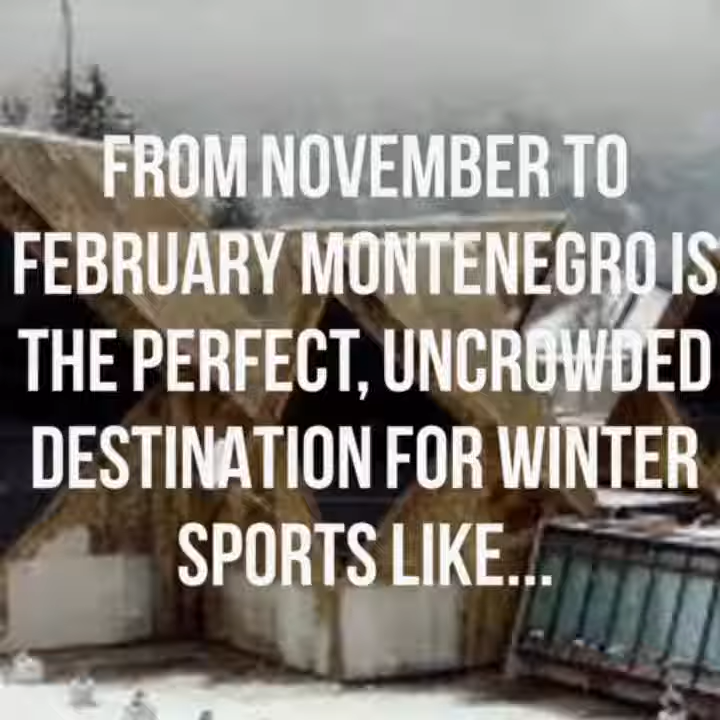 FROM NOVEMBER TO
FEBRUARY MONTENEGRO IS
THE PERFECT, UNCROWDED
DESTINATION FOR WINTER
SPORTS LIKE...